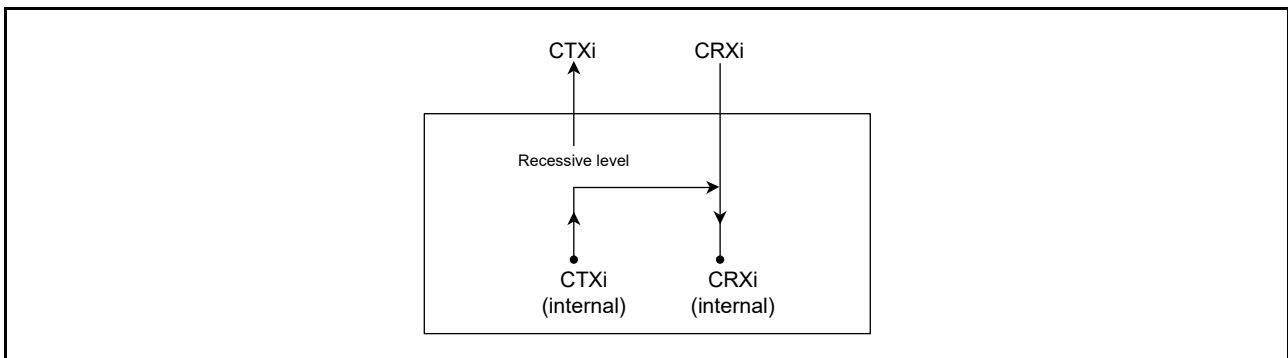 CTXi CRXi
Recessive level
CTXi CRXi
(internal) (internal)